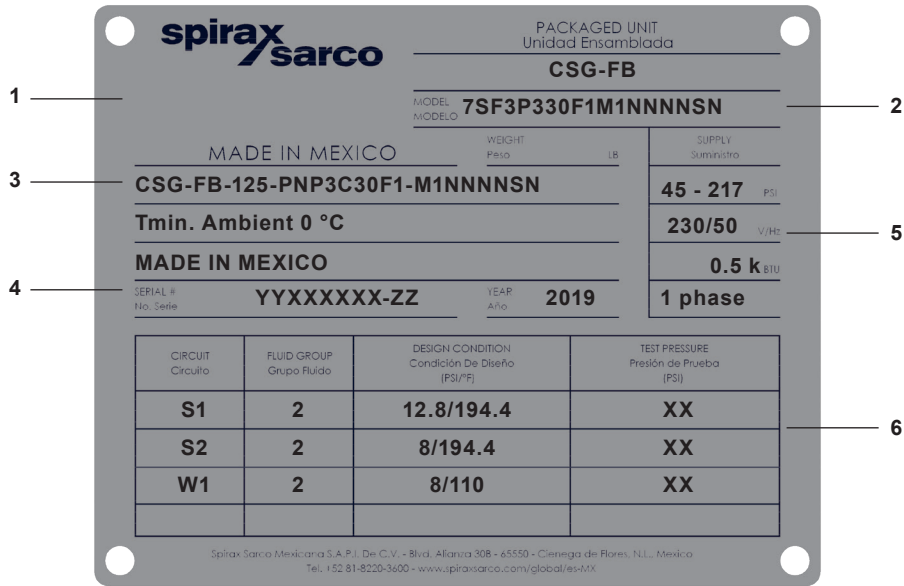 spirax
sarco
PACKAGED UNIT
Unidad Ensamblada
CSG-FB
1
MODEL
MODELO
7SF3P330F1M1NNNNSN
2
MADE IN MEXICO
WEIGHT
Peso
LB
SUPPLY
Suministro
3
CSG-FB-125-PNP3C30F1-M1NNNNSN
45 - 217 PSI
Tmin. Ambient 0 °C
230/50 V/Hz
5
MADE IN MEXICO
0.5 k BTU
4
SERIAL #
No. Serie
YYXXXXXX-ZZ
YEAR
Año
2019
1 phase
CIRCUIT
Circuito
FLUID GROUP
Grupo Fluido
DESIGN CONDITION
Condición De Diseño
(PSI/°F)
TEST PRESSURE
Presión de Prueba
(PSI)
S1 2 12.8/194.4 XX
6
S2 2 8/194.4 XX
W1 2 8/110 XX
Spirax Sarco Mexicana S.A.P.I. De C.V. - Blvd. Alianza 30B - 65550 - Cienega de Flores, N.L., Mexico
Tel. +52 81-8220-3600 - www.spiraxsarco.com/global/es-MX